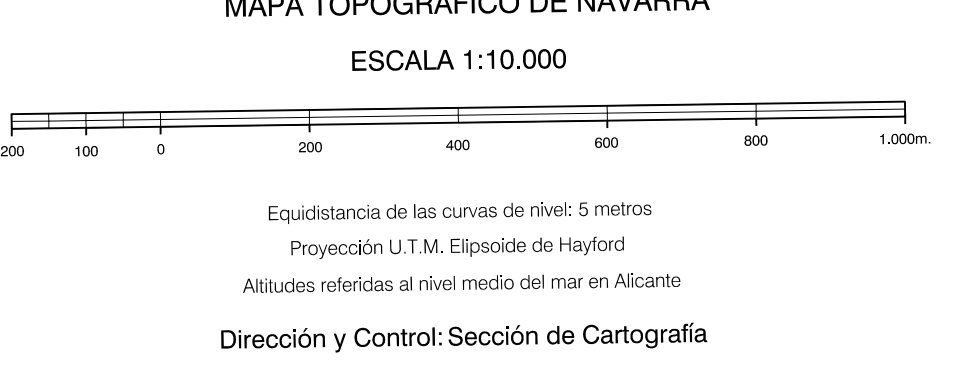 MAPA TOPOGRÁFICO DE NAVARRA
ESCALA 1:10.000
200 100 0 200 400 600 800 1.000m.
Equidistancia de las curvas de nivel: 5 metros
Proyección U.T.M. Elipsoide de Hayford
Altitudes referidas al nivel medio del mar en Alicante
Dirección y Control: Sección de Cartografía